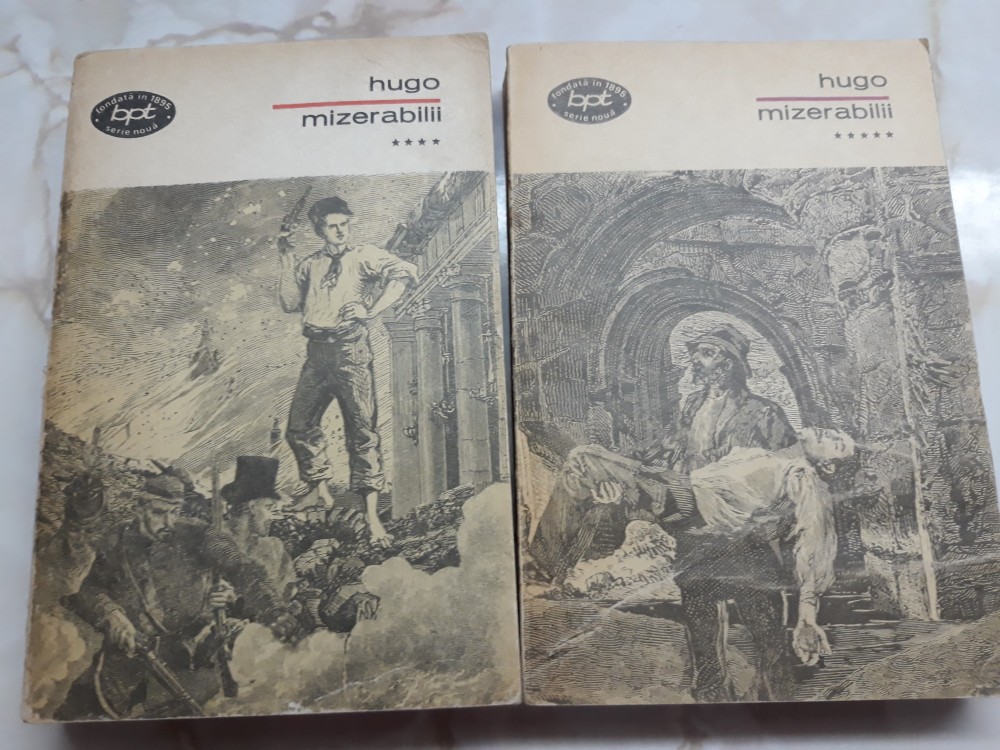 fondată în 1895
bpt
serie nouă
hugo
mizerabilii
★★★★
fondată în 1895
bpt
serie nouă
hugo
mizerabilii
★★★★★